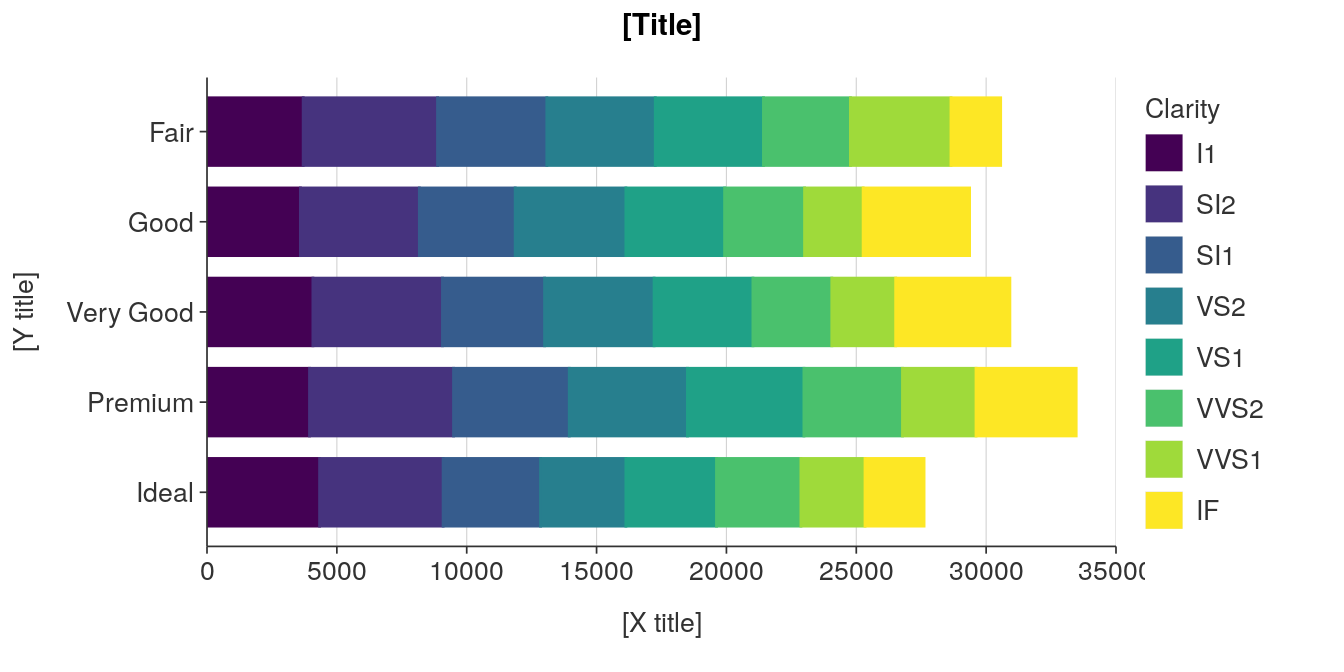 [Title]
Clarity
I1
SI2
SI1
VS2
VS1
VVS2
VVS1
IF
[Y title]
Fair
Good
Very Good
Premium
Ideal
0 5000 10000 15000 20000 25000 30000 3500
[X title]